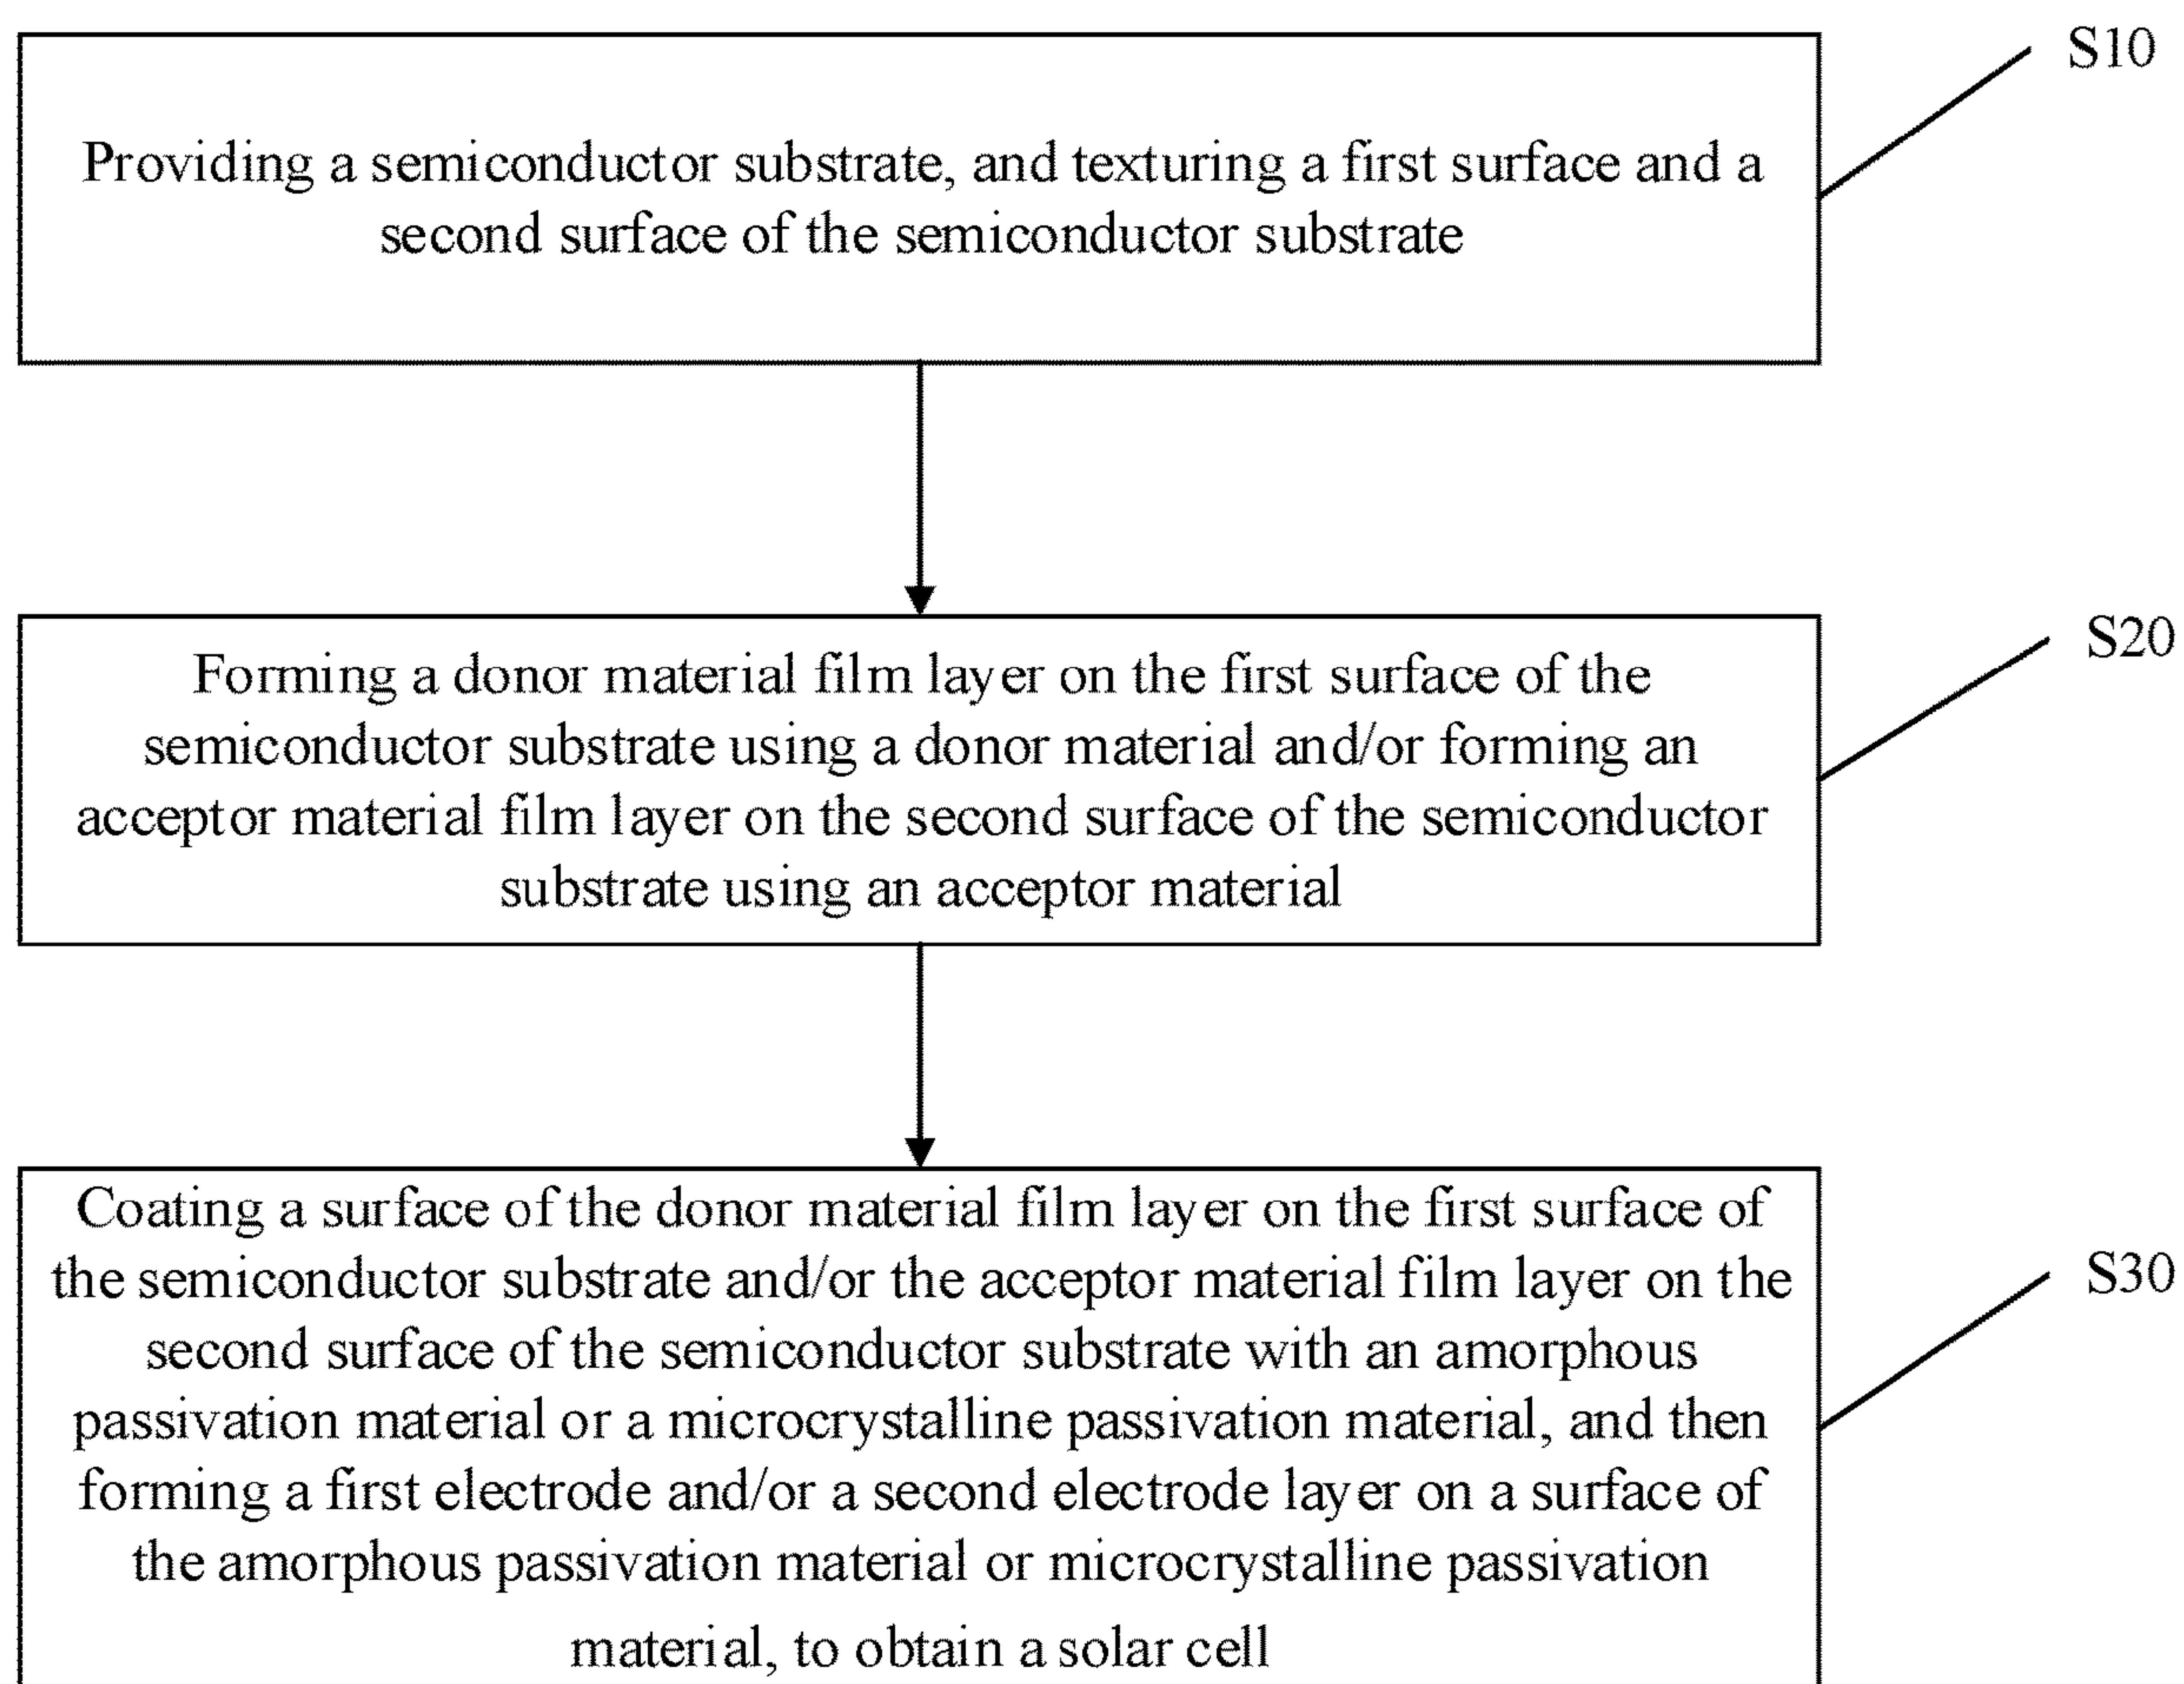 S10
Providing a semiconductor substrate, and texturing a first surface and a
second surface of the semiconductor substrate
S20
Forming a donor material film layer on the first surface of the
semiconductor substrate using a donor material and/or forming an
acceptor material film layer on the second surface of the semiconductor
substrate using an acceptor material
S30
Coating a surface of the donor material film layer on the first surface of
the semiconductor substrate and/or the acceptor material film layer on the
second surface of the semiconductor substrate with an amorphous
passivation material or a microcrystalline passivation material, and then
forming a first electrode and/or a second electrode layer on a surface of
the amorphous passivation material or microcrystalline passivation
material, to obtain a solar cell